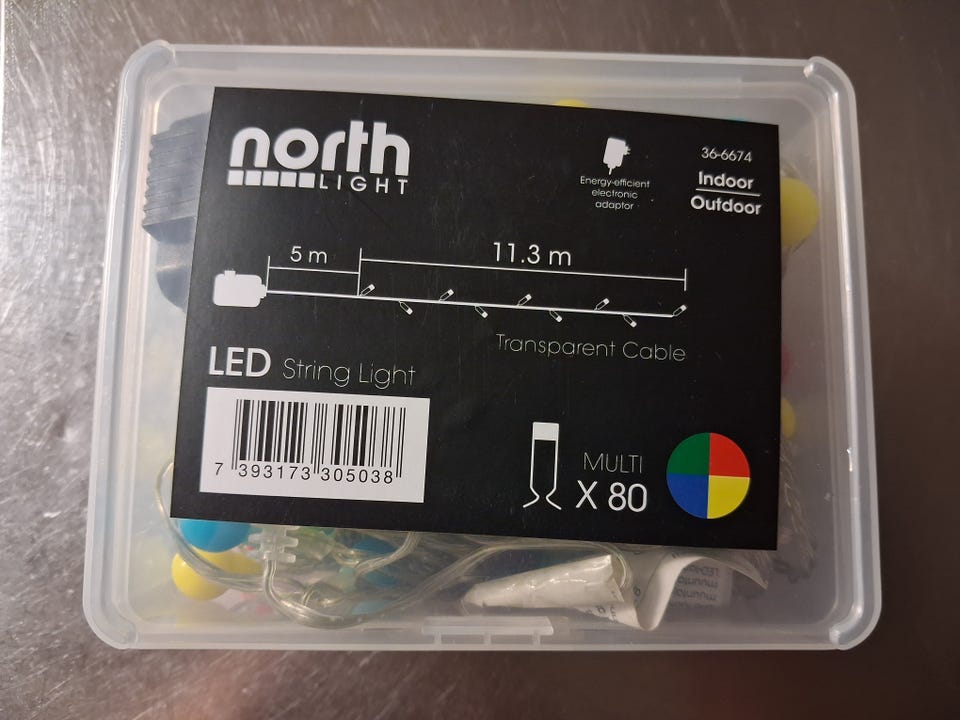 north
LIGHT
Energy-efficient
electronic
adaptor
36-6674
Indoor
Outdoor
5 m
11.3 m
Transparent Cable
LED String Light
7 393173 305038
MULTI
X 80